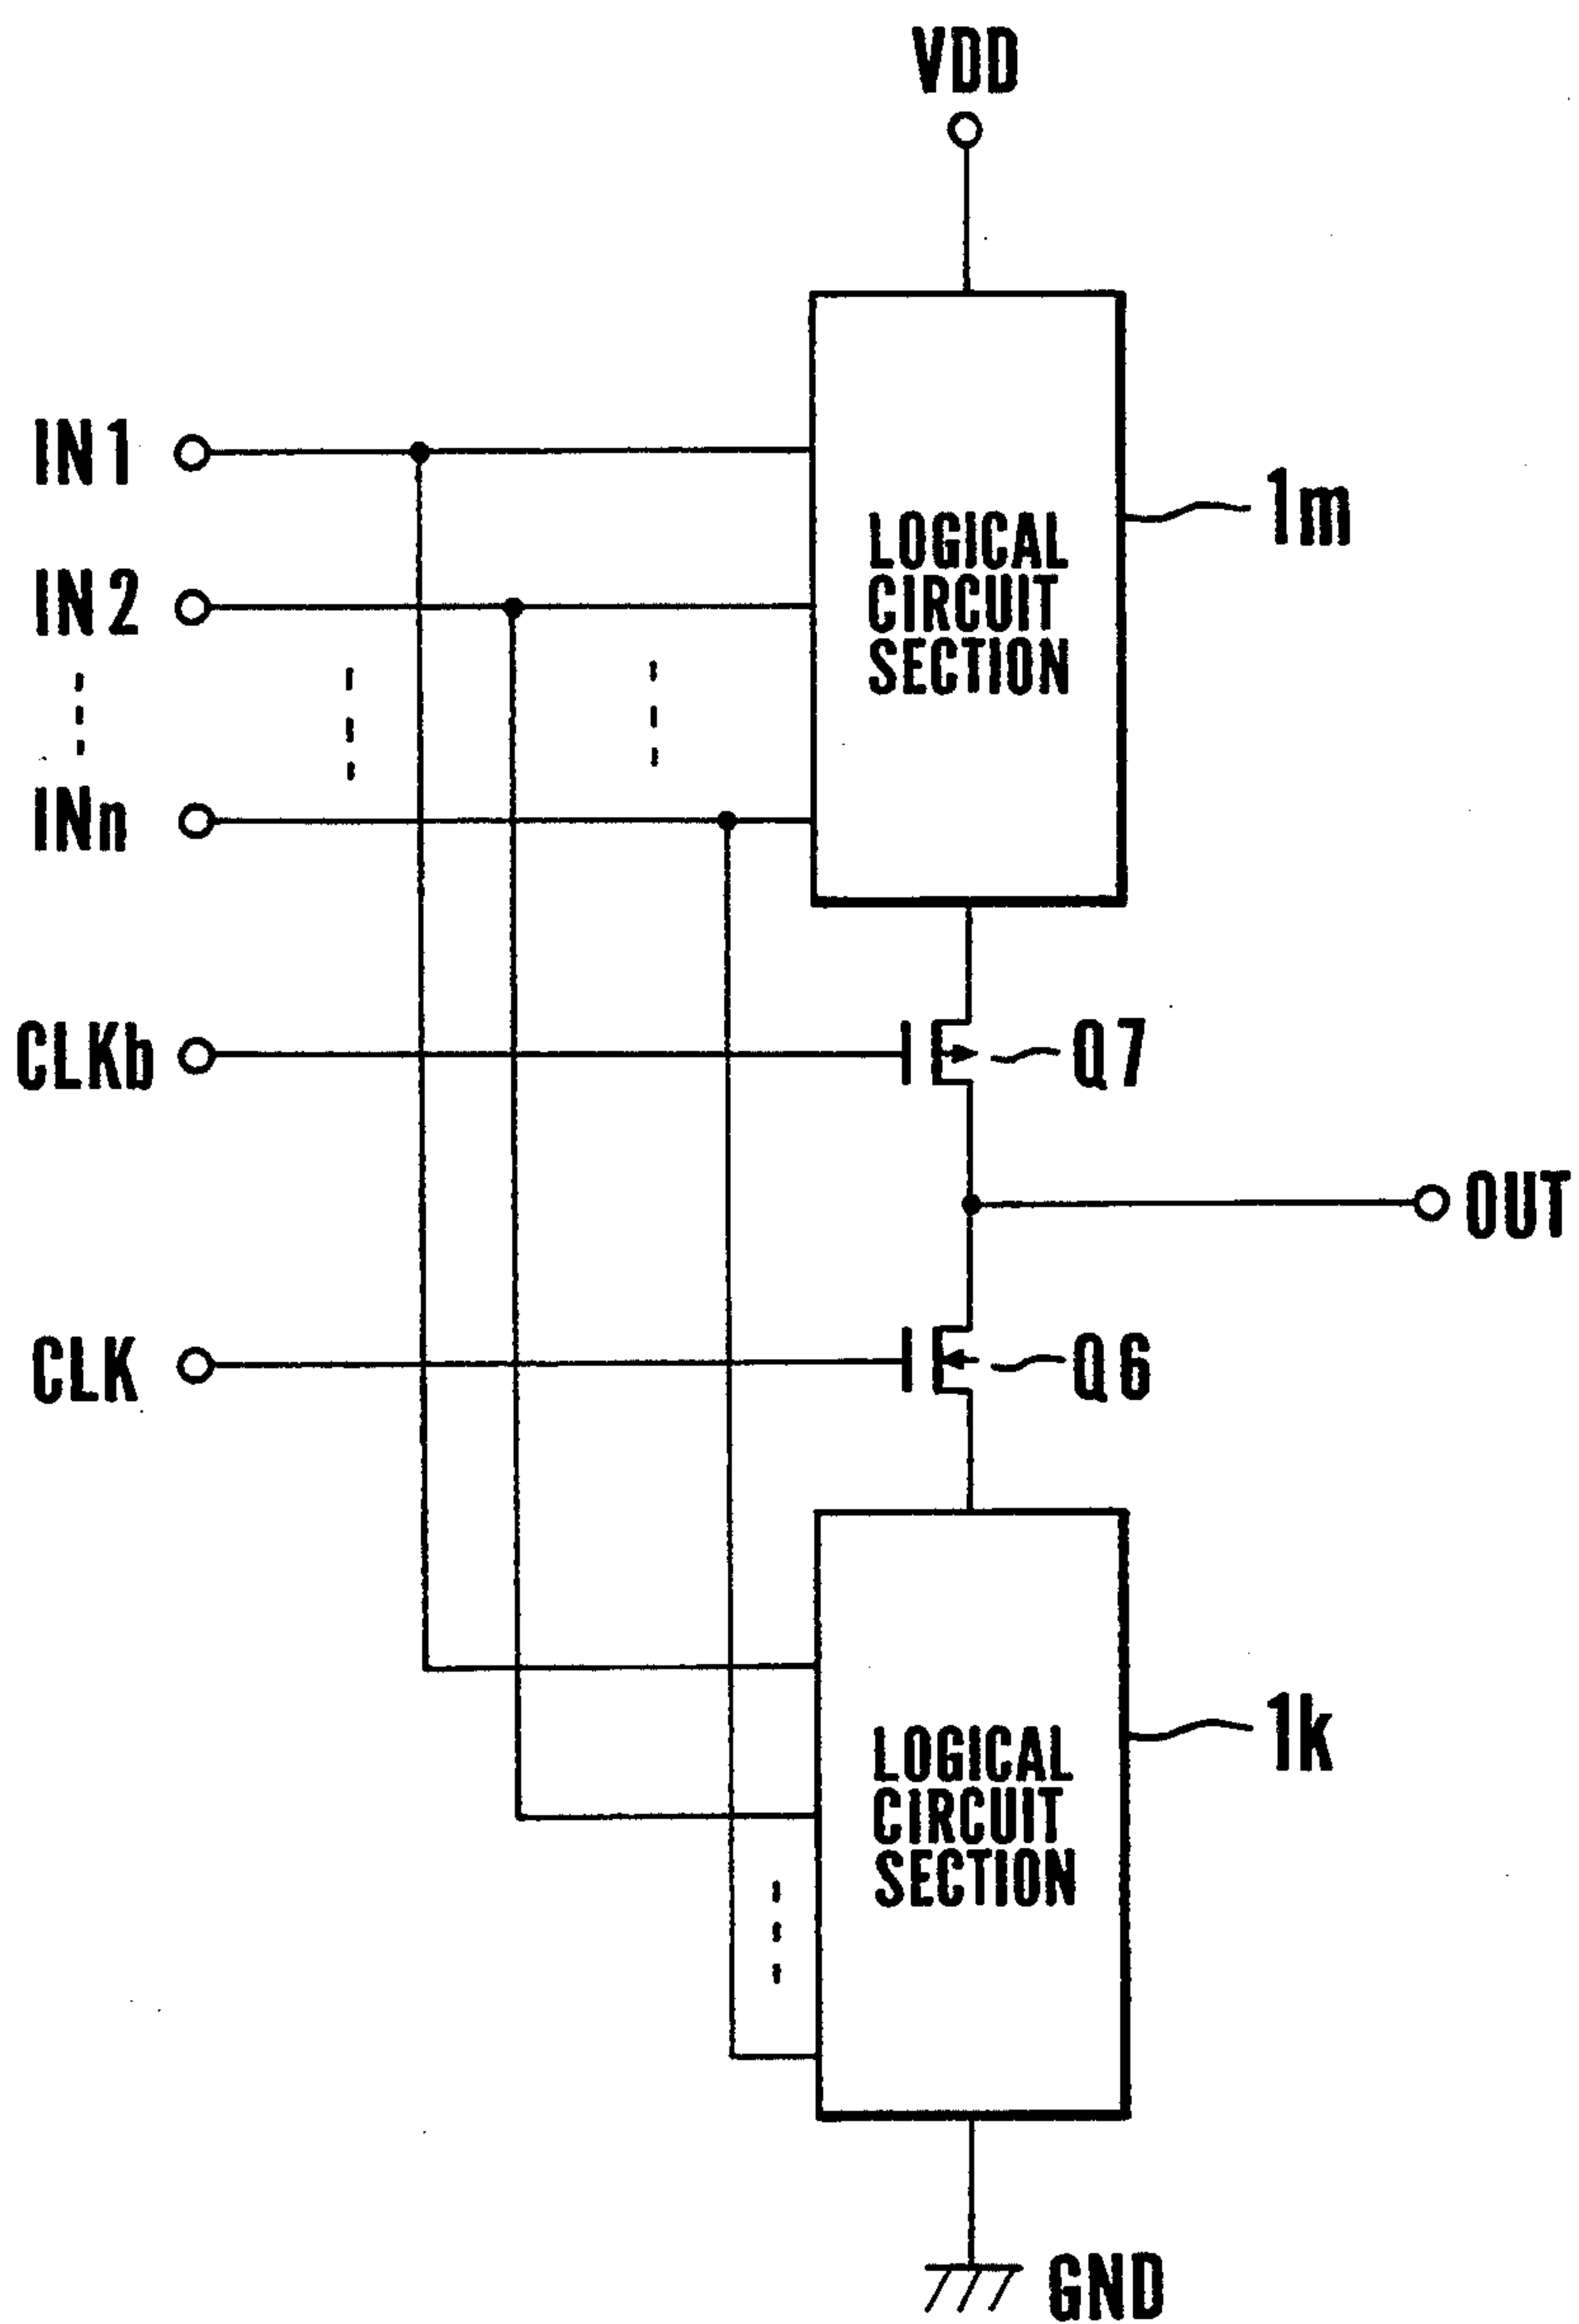 VDD
IN1
1m
LOGICAL
CIRCUIT
SECTION
IN2
INn
CLKb
Q7
OUT
CLK
Q6
1k
LOGICAL
CIRCUIT
SECTION
GND